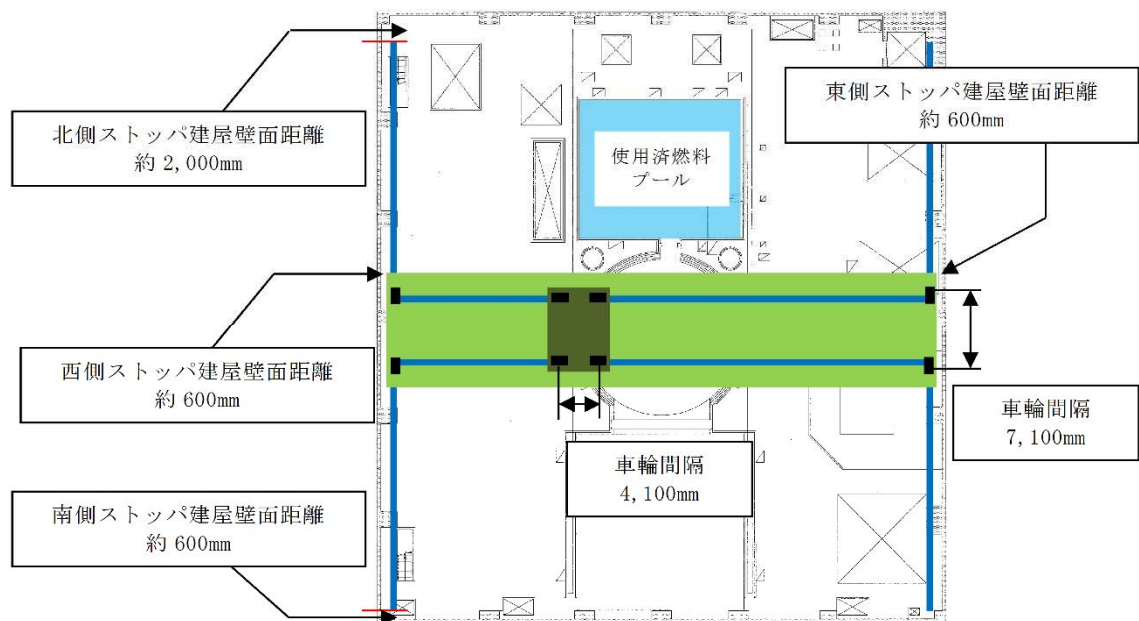 北側ストッパ建屋壁面距離
約 2,000mm
東側ストッパ建屋壁面距離
約 600mm
使用済燃料
プール
西側ストッパ建屋壁面距離
約 600mm
車輪間隔
7,100mm
車輪間隔
4,100mm
南側ストッパ建屋壁面距離
約 600mm